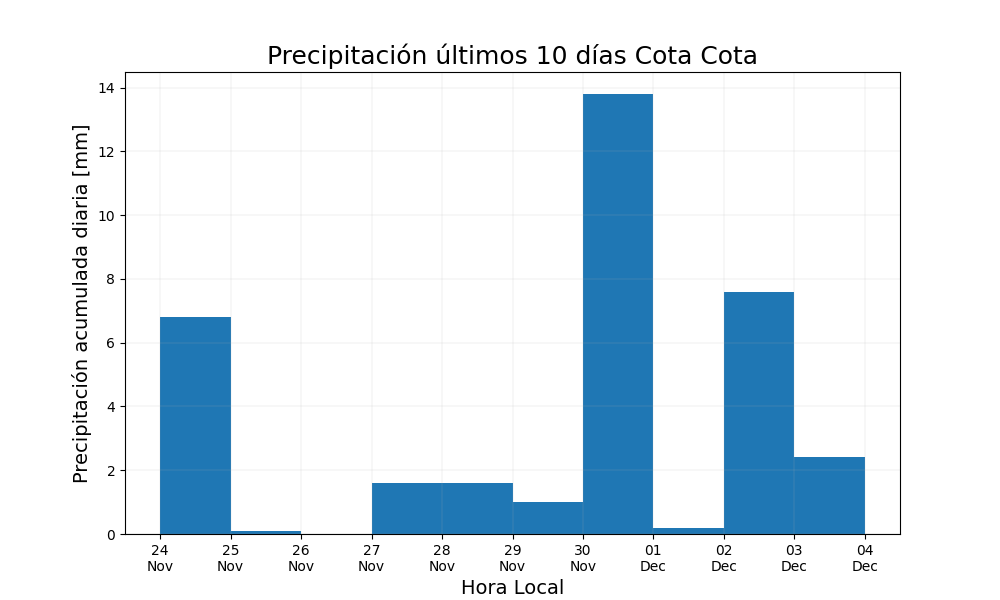 Precipitación últimos 10 días Cota Cota
Precipitación acumulada diaria [mm]
14
12
10
8
6
4
2
0
24 25 26 27 28 29 30 01 02 03 04
Nov Nov Nov Nov Nov Nov Nov Dec Dec Dec Dec
Hora Local